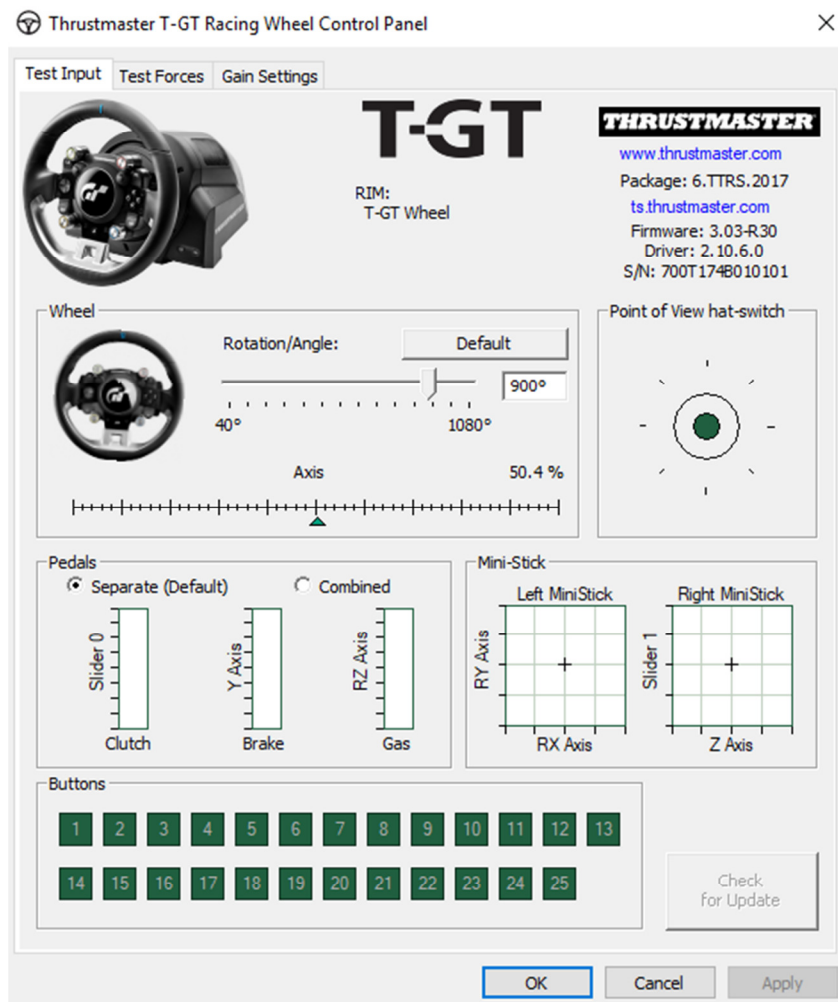 Thrustmaster T-GT Racing Wheel Control Panel
Test Input Test Forces Gain Settings
T-GT
THRUSTMASTER
www.thrustmaster.com
RIM:
T-GT Wheel
Package: 6.TTRS.2017
ts.thrustmaster.com
Firmware: 3.03-R30
Driver: 2.10.6.0
S/N: 700T174B010101
Wheel
Rotation/Angle:
Default
900°
40° 1080°
Axis 50.4 %
Point of View hat-switch
Pedals
Separate (Default) Combined
Slider 0
Y Axis
RZ Axis
Clutch Brake Gas
Mini-Stick
Left MiniStick Right MiniStick
RY Axis
Slider 1
RX Axis Z Axis
Buttons
1 2 3 4 5 6 7 8 9 10 11 12 13
14 15 16 17 18 19 20 21 22 23 24 25
Check
for Update
OK Cancel Apply